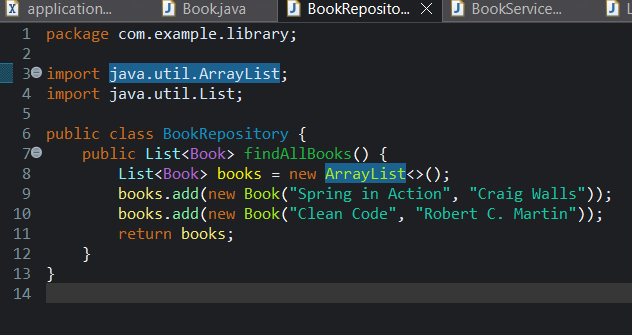 application...
Book.java
BookReposito...
BookService...
L
1 package com.example.library;
2
3 import java.util.ArrayList;
4 import java.util.List;
5
6 public class BookRepository {
7     public List<Book> findAllBooks() {
8         List<Book> books = new ArrayList<>();
9         books.add(new Book("Spring in Action", "Craig Walls"));
10         books.add(new Book("Clean Code", "Robert C. Martin"));
11         return books;
12     }
13 }
14